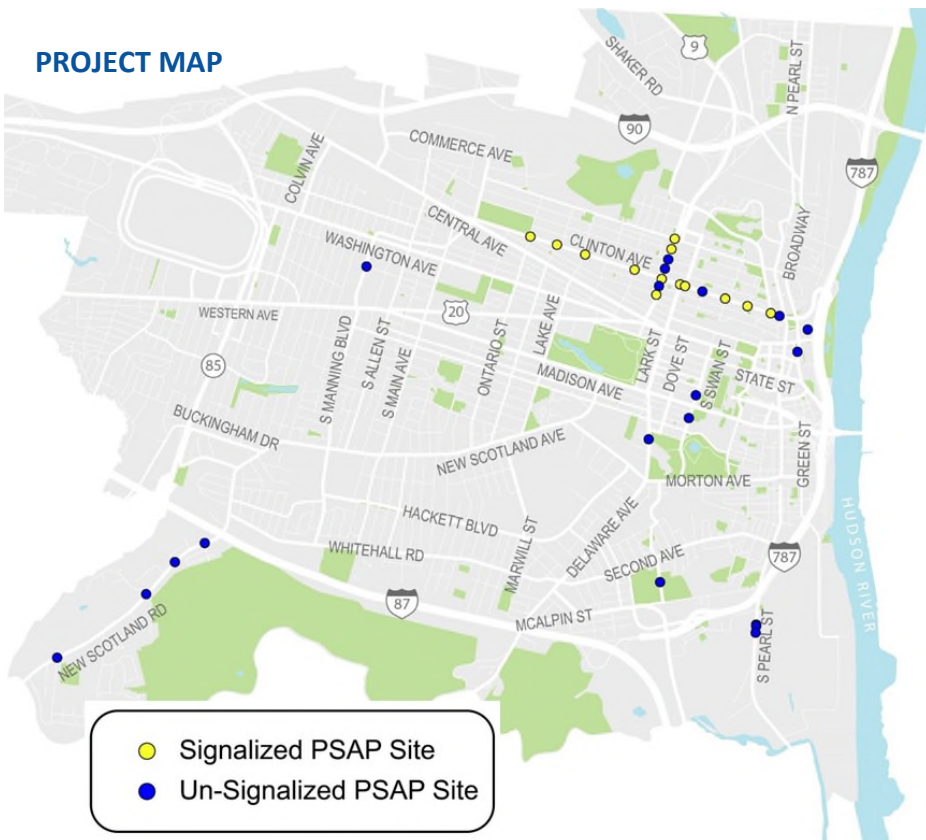 PROJECT MAP
SHAKER RD
9
N PEARL ST
90
COMMERCE AVE
COLVIN AVE
787
CENTRAL AVE
WASHINGTON AVE
CLINTON AVE
BROADWAY
WESTERN AVE
20
LAKE AVE
85
S MANNING BLVD
S ALLEN ST
S MAIN AVE
ONTARIO ST
MADISON AVE
LARK ST
DOVE ST
S SWAN ST
STATE ST
BUCKINGHAM DR
NEW SCOTLAND AVE
GREEN ST
MORTON AVE
HACKETT BLVD
WHITEHALL RD
MARWILL ST
DELAWARE AVE
SECOND AVE
787
HUDSON RIVER
87
MCALPIN ST
NEW SCOTLAND RD
S PEARL ST
Signalized PSAP Site
Un-Signalized PSAP Site